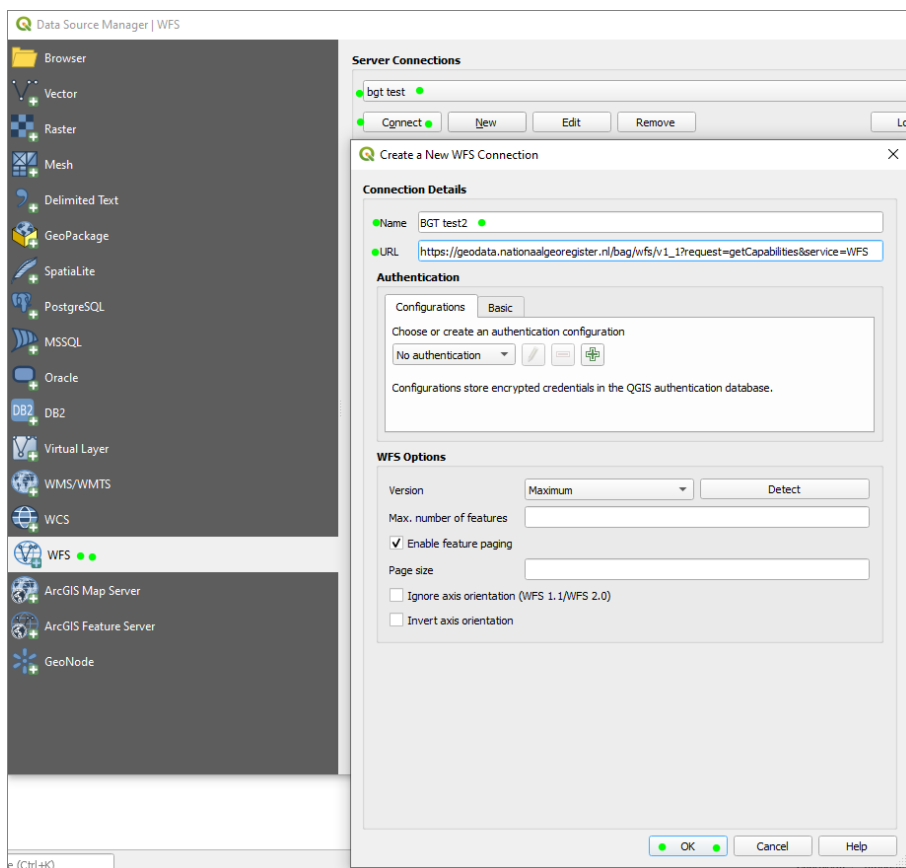 Data Source Manager | WFS
Browser
Vector
Raster
Mesh
Delimited Text
GeoPackage
SpatiaLite
PostgreSQL
MSSQL
Oracle
DB2
DB2
Virtual Layer
WMS/WMTS
WCS
WFS
ArcGIS Map Server
ArcGIS Feature Server
GeoNode
Server Connections
bgt test
Connect New Edit Remove Lo
Create a New WFS Connection
Connection Details
Name BGT test2
URL https://geodata.nationaalgeoregister.nl/bag/wfs/v1_1?request=getCapabilities&service=WFS
Authentication
Configurations Basic
Choose or create an authentication configuration
No authentication
Configurations store encrypted credentials in the QGIS authentication database.
WFS Options
Version Maximum Detect
Max. number of features
Enable feature paging
Page size
Ignore axis orientation (WFS 1.1/WFS 2.0)
Invert axis orientation
OK Cancel Help
e (Ctrl+K)